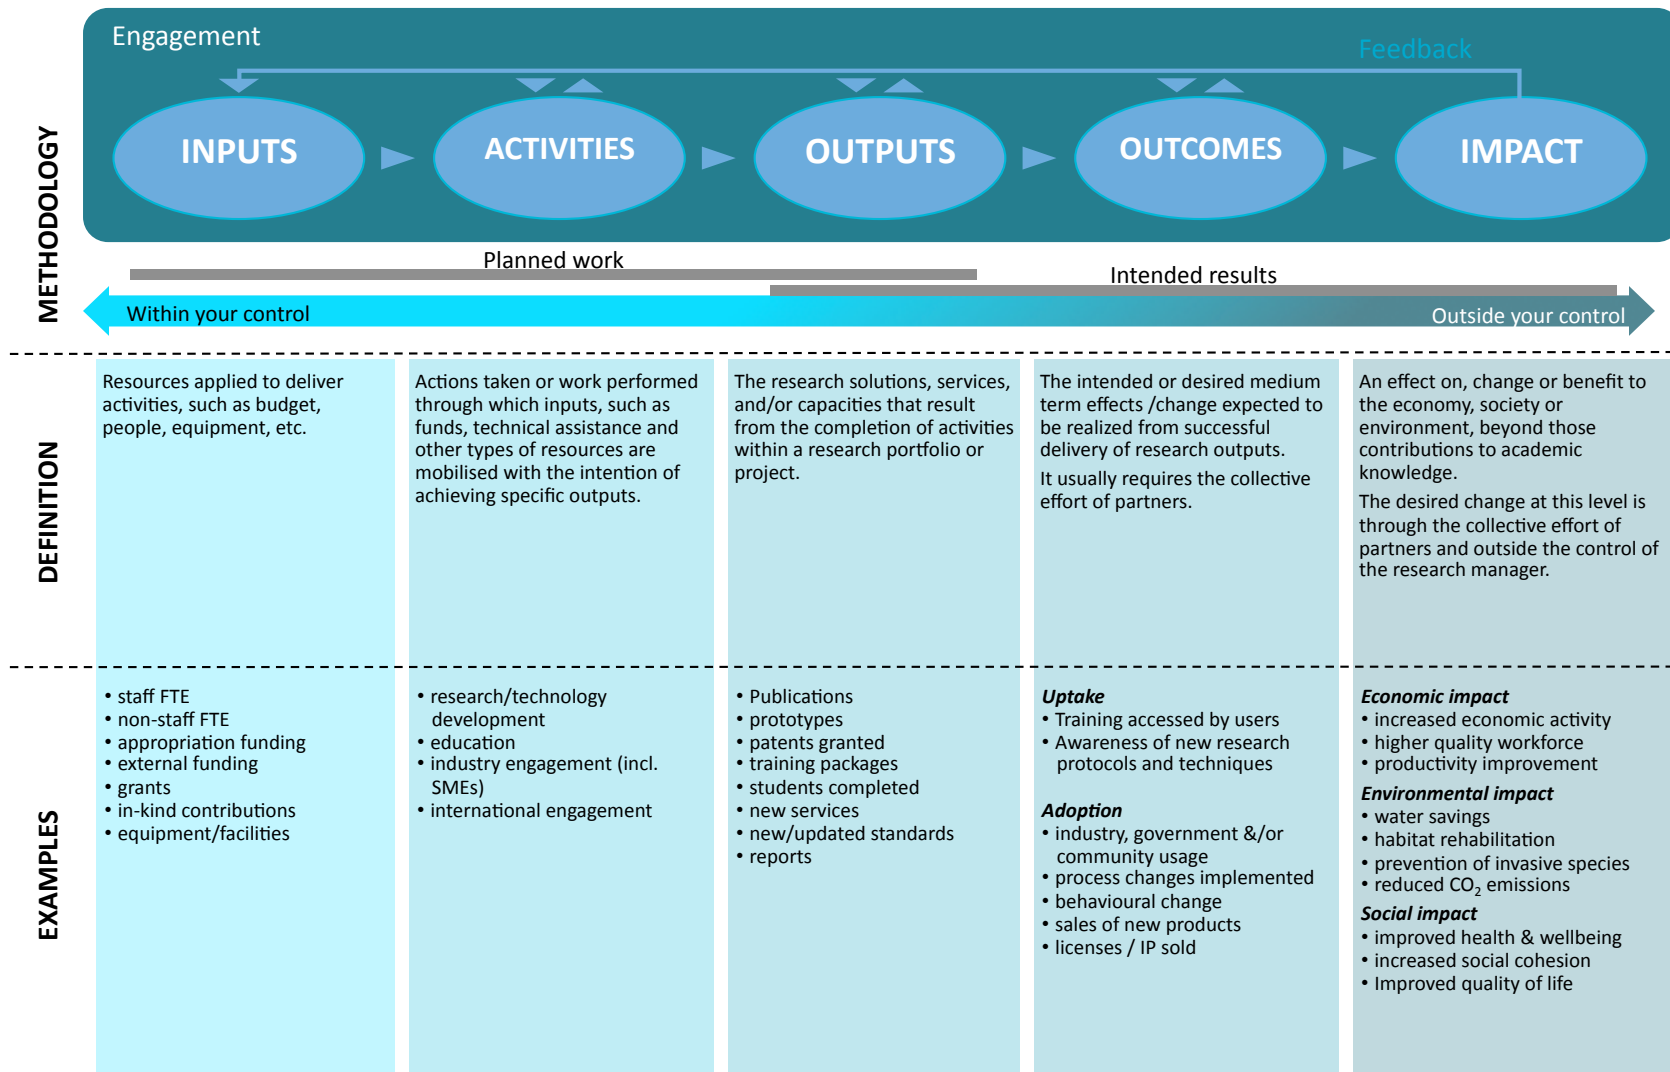 Engagement
Feedback
METHODOLOGY
INPUTS
ACTIVITIES
OUTPUTS
OUTCOMES
IMPACT
Planned work
Intended results
Within your control
Outside your control
DEFINITION
Resources applied to deliver
activities, such as budget,
people, equipment, etc.
Actions taken or work performed
through which inputs, such as
funds, technical assistance and
other types of resources are
mobilised with the intention of
achieving specific outputs.
The research solutions, services,
and/or capacities that result
from the completion of activities
within a research portfolio or
project.
The intended or desired medium
term effects /change expected to
be realized from successful
delivery of research outputs.
It usually requires the collective
effort of partners.
An effect on, change or benefit to
the economy, society or
environment, beyond those
contributions to academic
knowledge.
The desired change at this level is
through the collective effort of
partners and outside the control of
the research manager.
EXAMPLES
• staff FTE
• non-staff FTE
• appropriation funding
• external funding
• grants
• in-kind contributions
• equipment/facilities
• research/technology
development
• education
• industry engagement (incl.
SMEs)
• international engagement
• Publications
• prototypes
• patents granted
• training packages
• students completed
• new services
• new/updated standards
• reports
Uptake
• Training accessed by users
• Awareness of new research
protocols and techniques
Adoption
• industry, government &/or
community usage
• process changes implemented
• behavioural change
• sales of new products
• licenses / IP sold
Economic impact
• increased economic activity
• higher quality workforce
• productivity improvement
Environmental impact
• water savings
• habitat rehabilitation
• prevention of invasive species
• reduced CO₂ emissions
Social impact
• improved health & wellbeing
• increased social cohesion
• Improved quality of life